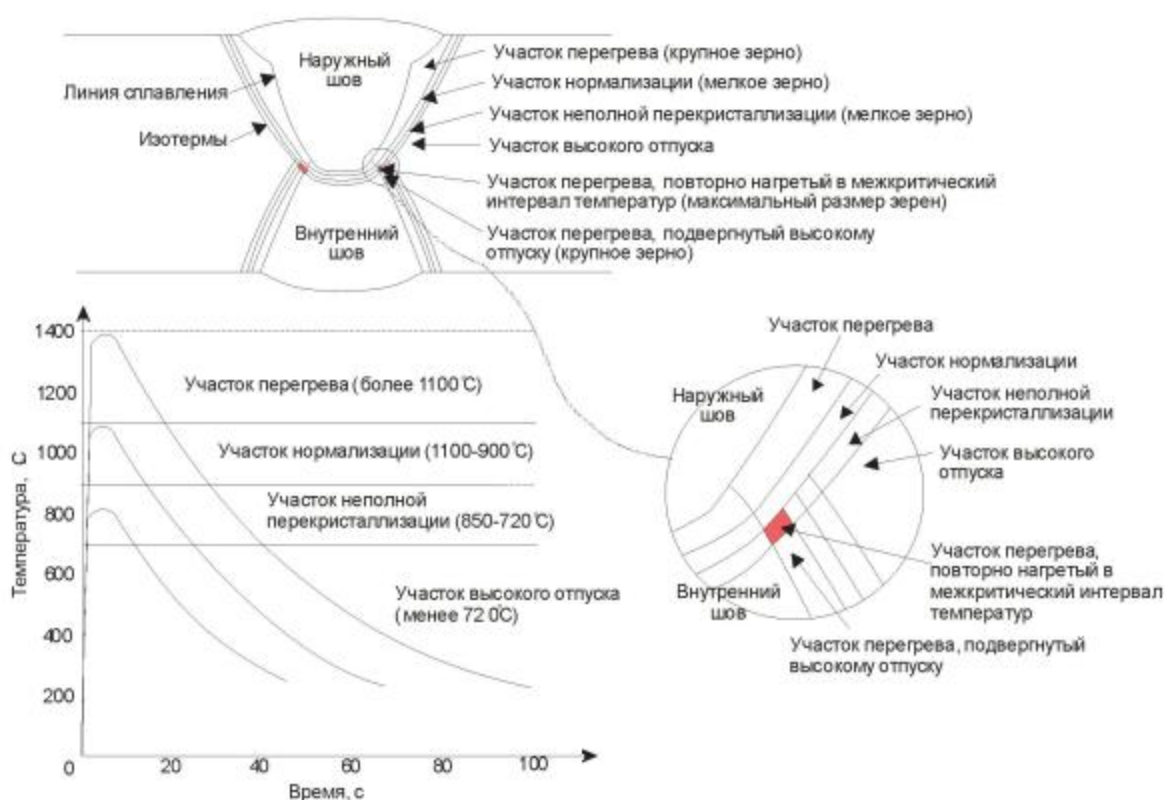 Наружный
шов
Линия сплавления
Изотермы
Внутренний
шов
Участок перегрева (крупное зерно)
Участок нормализации (мелкое зерно)
Участок неполной перекристаллизации (мелкое зерно)
Участок высокого отпуска
Участок перегрева, повторно нагретый в межкритический
интервал температур (максимальный размер зерен)
Участок перегрева, подвергнутый высокому
отпуску (крупное зерно)
Температура, С
1400
1200
1000
800
600
400
200
0
20
40
60
80
100
Время, с
Участок перегрева (более 1100℃)
Участок нормализации (1100-900℃)
Участок неполной
перекристаллизации (850-720℃)
Участок высокого отпуска
(менее 720℃)
Участок перегрева
Участок нормализации
Участок неполной
перекристаллизации
Участок высокого
отпуска
Наружный
шов
Внутренний
шов
Участок перегрева,
повторно нагретый в
межкритический интервал
температур
Участок перегрева, подвергнутый
высокому отпуску